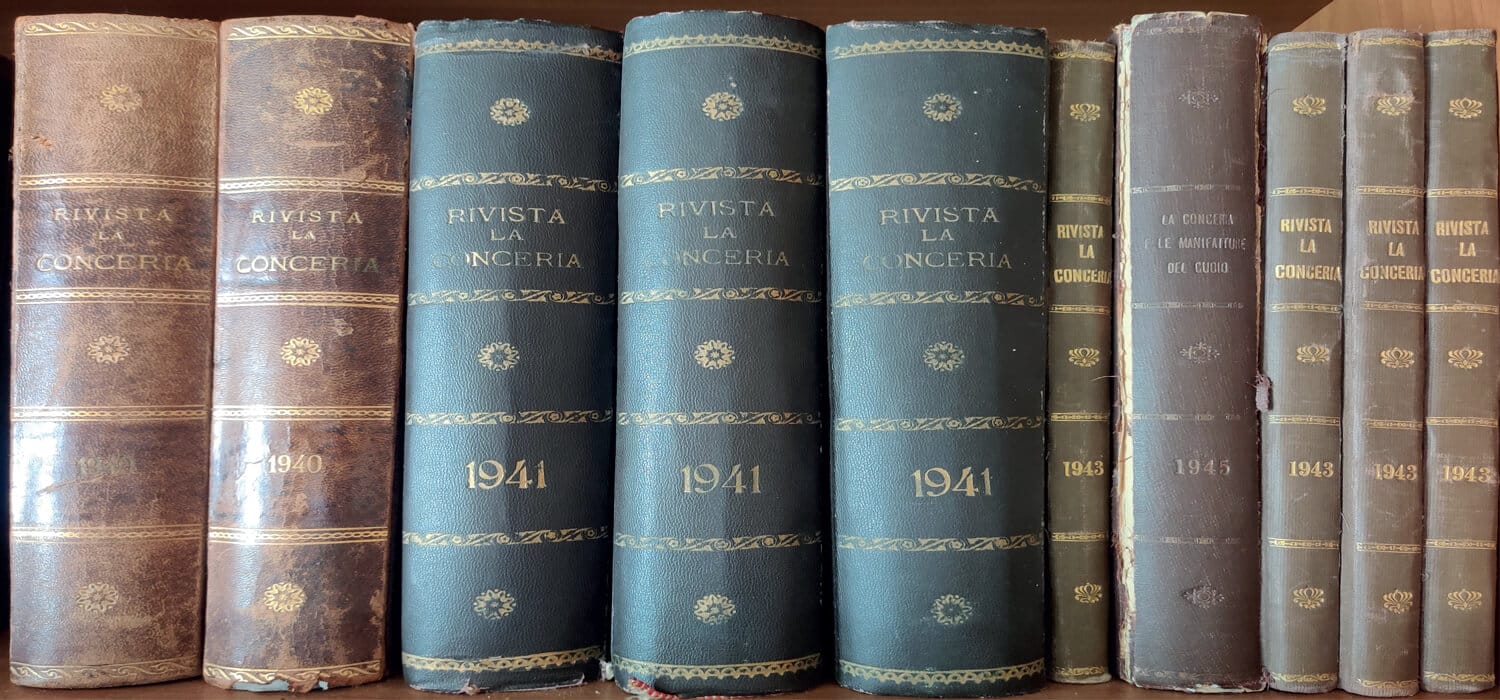 RIVISTA
LA
CONCERIA
RIVISTA
LA
CONCERIA
1940
RIVISTA
LA
CONCERIA
1941
RIVISTA
LA
CONCERIA
1941
RIVISTA
LA
CONCERIA
1941
RIVISTA
LA
CONCERIA
1943
LA CONCERIA
E LE MANIFATTURE
DEL CUOIO
1945
RIVISTA
LA
CONCERIA
1943
RIVISTA
LA
CONCERIA
1943
RIVISTA
LA
CONCERIA
1943